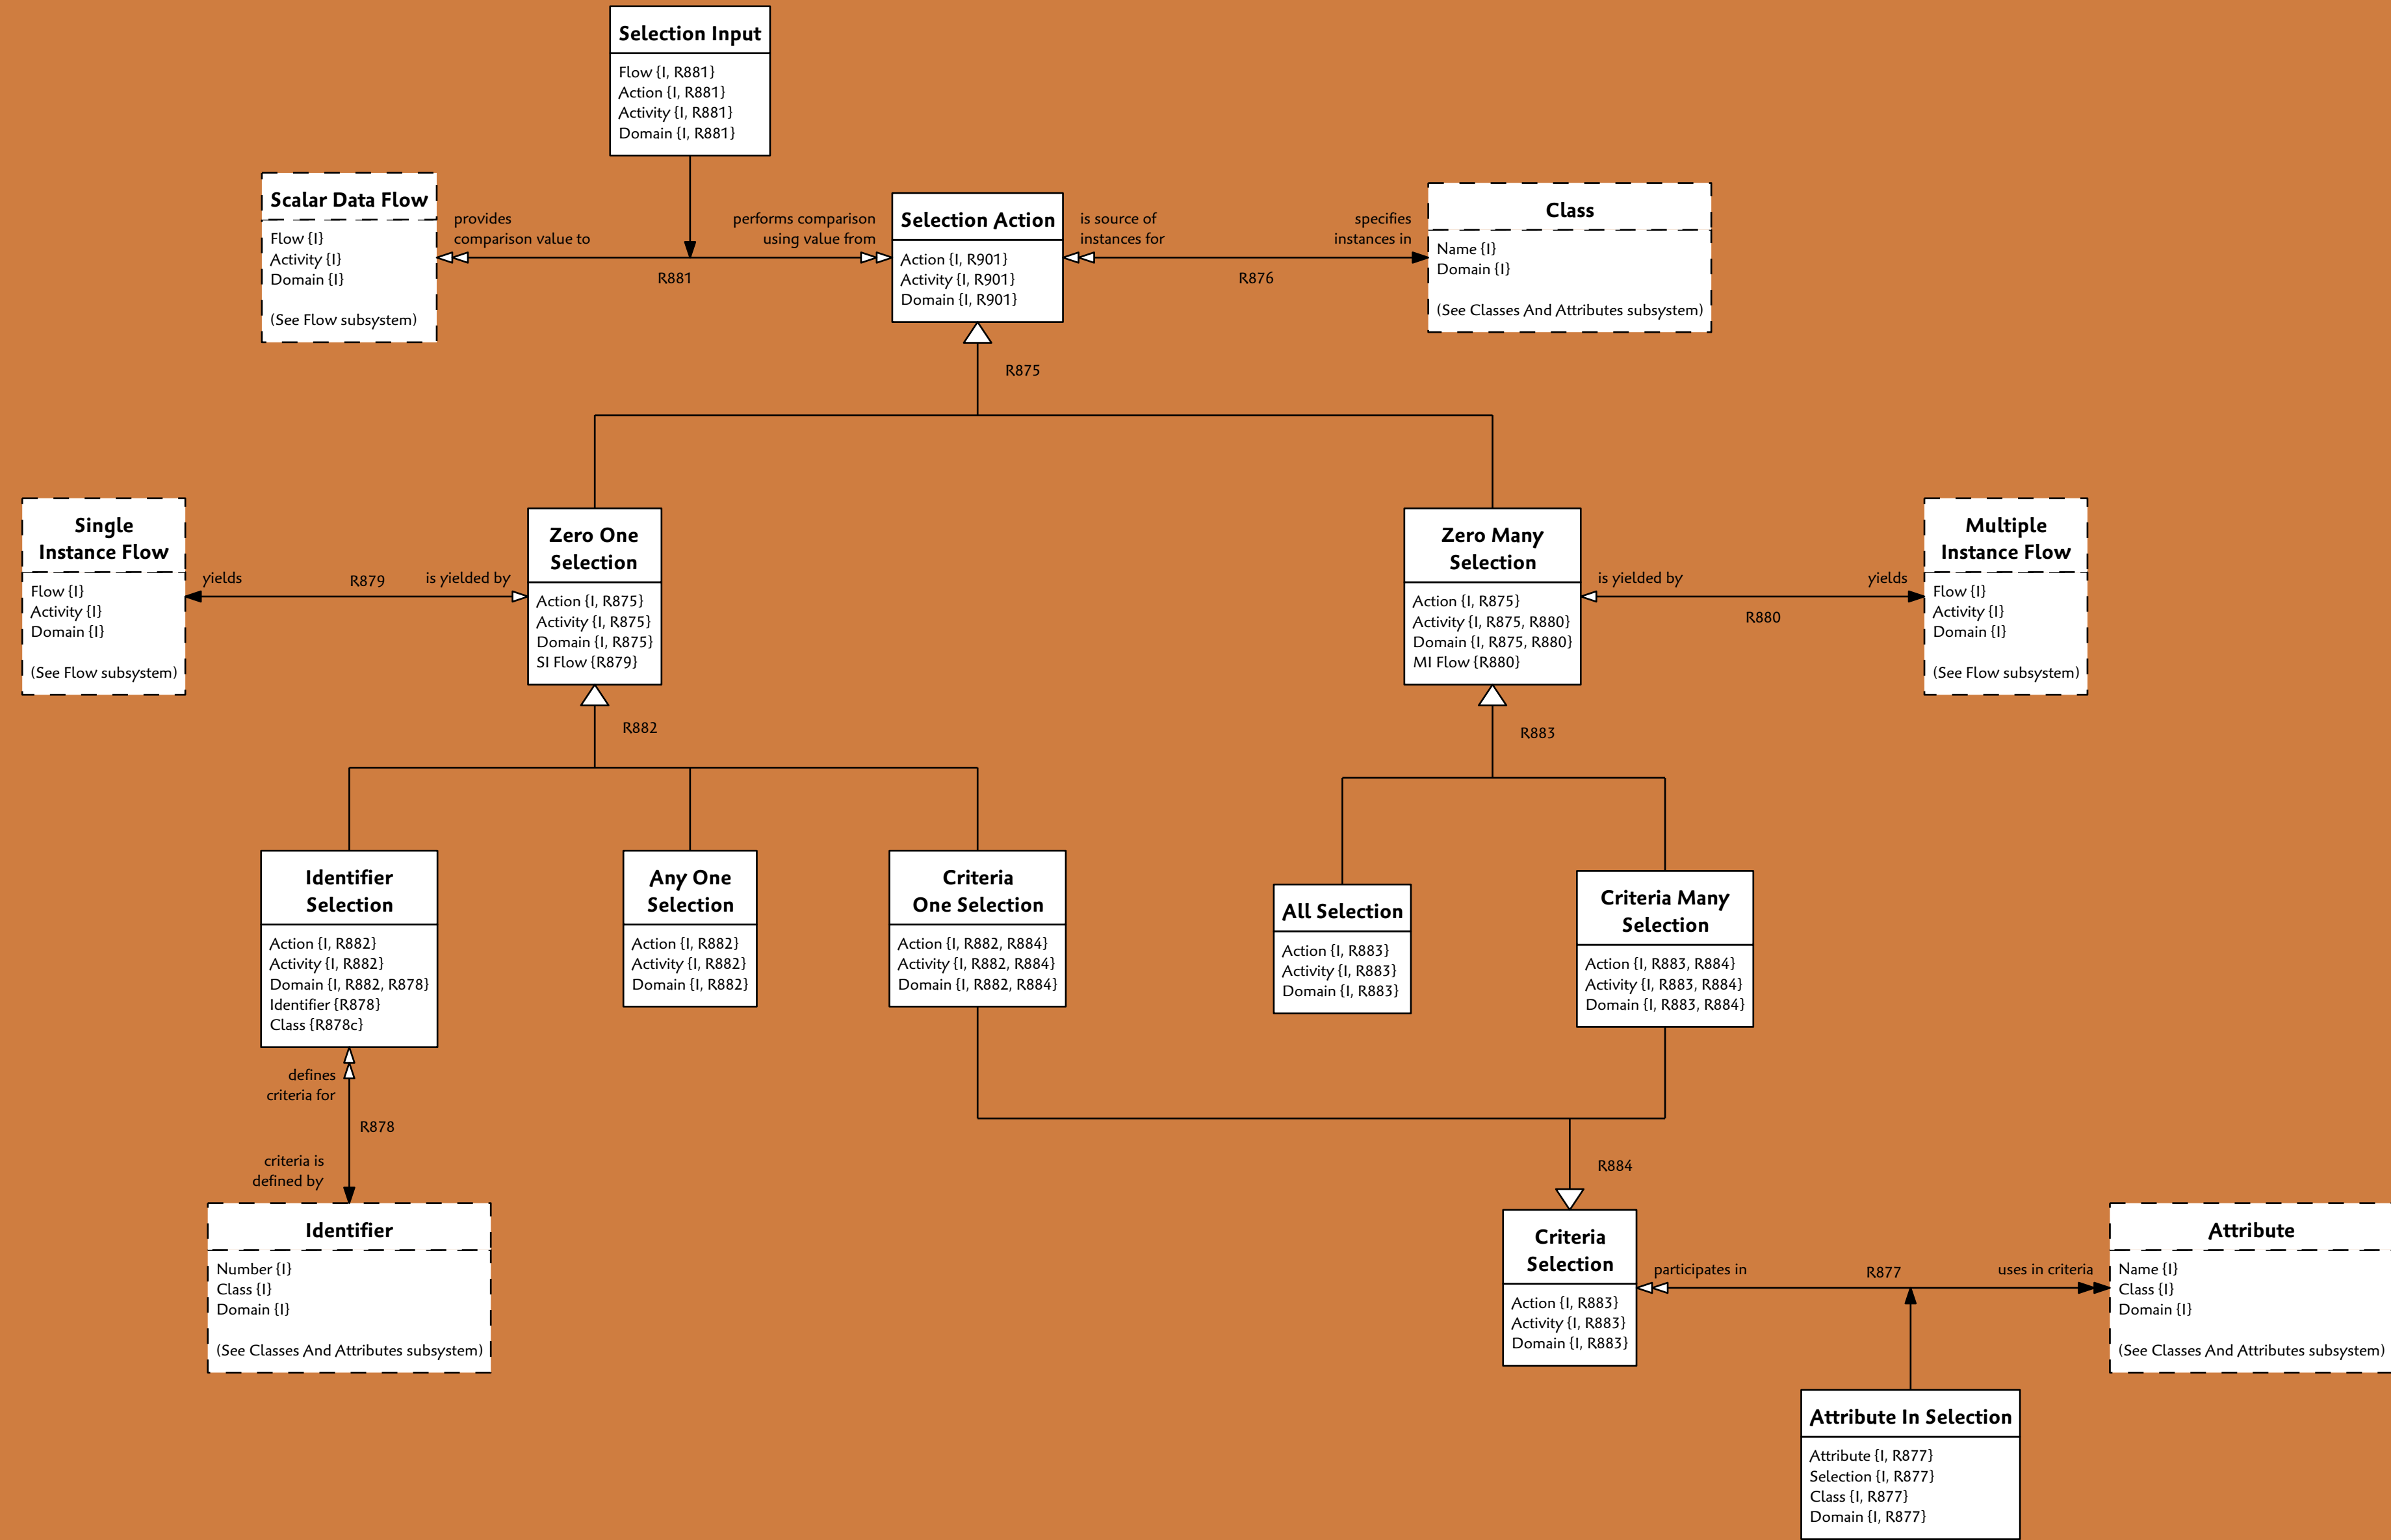 Selection Input
Flow {I, R881}
Action {I, R881}
Activity {I, R881}
Domain {I, R881}
Scalar Data Flow
Flow {I}
Activity {I}
Domain {I}
(See Flow subsystem)
provides
comparison value to
R881
performs comparison
using value from
Selection Action
Action {I, R901}
Activity {I, R901}
Domain {I, R901}
is source of
instances for
R876
specifies
instances in
Class
Name {I}
Domain {I}
(See Classes And Attributes subsystem)
R875
Single
Instance Flow
Flow {I}
Activity {I}
Domain {I}
(See Flow subsystem)
yields
R879
is yielded by
Zero One
Selection
Action {I, R875}
Activity {I, R875}
Domain {I, R875}
SI Flow {R879}
Zero Many
Selection
Action {I, R875}
Activity {I, R875, R880}
Domain {I, R875, R880}
MI Flow {R880}
is yielded by
R880
yields
Multiple
Instance Flow
Flow {I}
Activity {I}
Domain {I}
(See Flow subsystem)
R882
R883
Identifier
Selection
Action {I, R882}
Activity {I, R882}
Domain {I, R882, R878}
Identifier {R878}
Class {R878c}
Any One
Selection
Action {I, R882}
Activity {I, R882}
Domain {I, R882}
Criteria
One Selection
Action {I, R882, R884}
Activity {I, R882, R884}
Domain {I, R882, R884}
All Selection
Action {I, R883}
Activity {I, R883}
Domain {I, R883}
Criteria Many
Selection
Action {I, R883, R884}
Activity {I, R883, R884}
Domain {I, R883, R884}
defines
criteria for
R878
criteria is
defined by
R884
Identifier
Number {I}
Class {I}
Domain {I}
(See Classes And Attributes subsystem)
Criteria
Selection
Action {I, R883}
Activity {I, R883}
Domain {I, R883}
participates in
R877
uses in criteria
Attribute
Name {I}
Class {I}
Domain {I}
(See Classes And Attributes subsystem)
Attribute In Selection
Attribute {I, R877}
Selection {I, R877}
Class {I, R877}
Domain {I, R877}